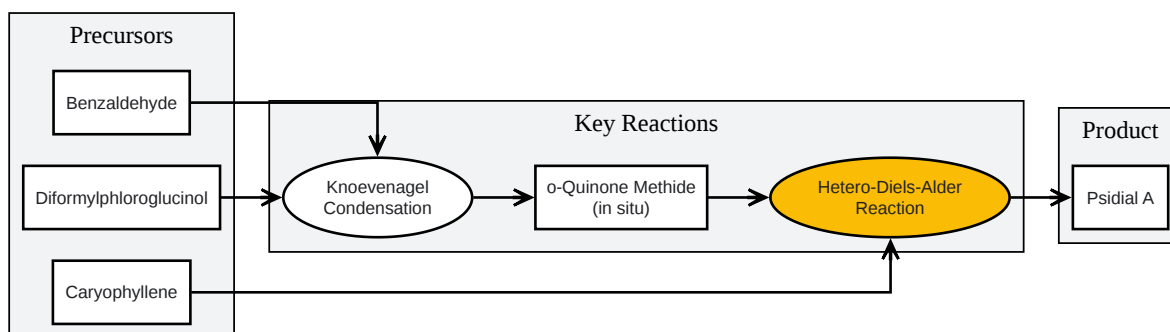 Precursors
Benzaldehyde
Diformylphloroglucinol
Caryophyllene
Key Reactions
Knoevenagel
Condensation
o-Quinone Methide
(in situ)
Hetero-Diels-Alder
Reaction
Product
Psidial A